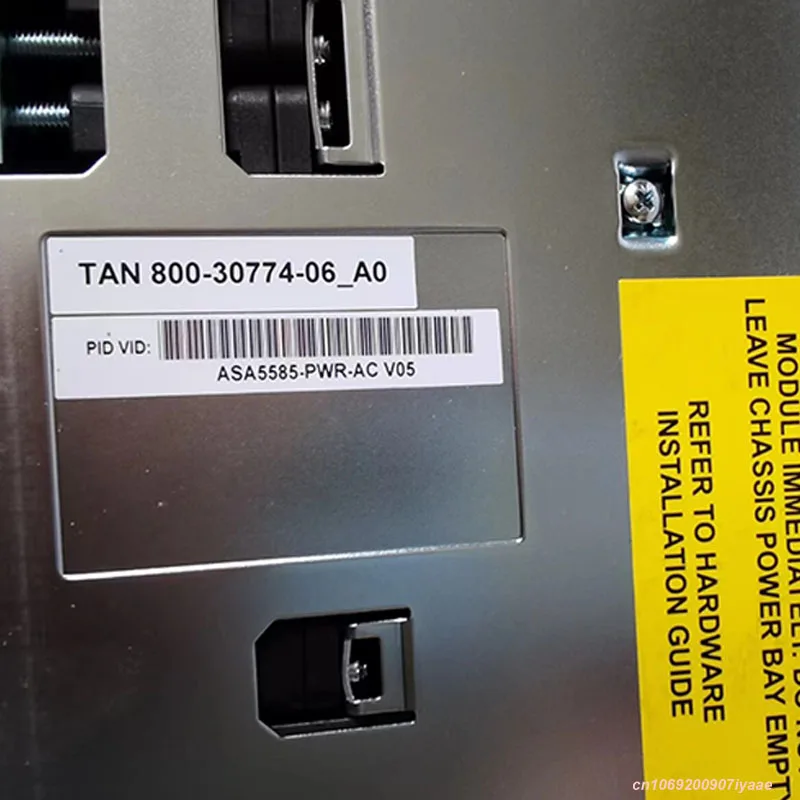 TAN 800-30774-06_A0
PID VID:
ASA5585-PWR-AC V05
MODULE IMMEDIATELY. DO
LEAVE CHASSIS POWER BAY EMPTY
REFER TO HARDWARE
INSTALLATION GUIDE
cn1069200907iyaae